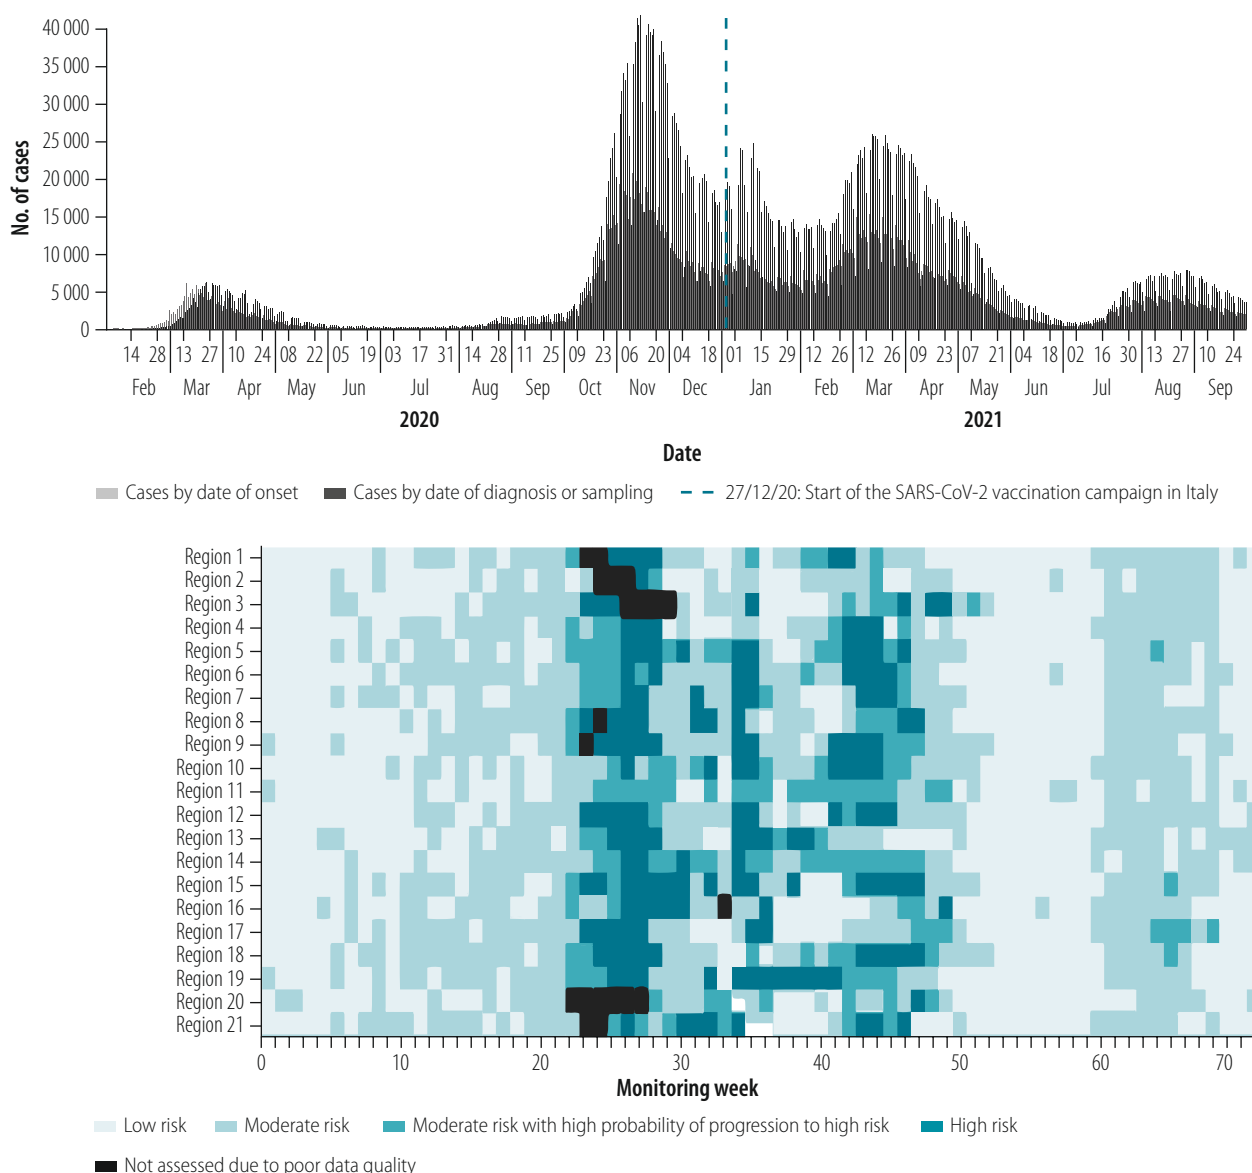 40 000
35 000
30 000
25 000
20 000
15 000
10 000
5 000
0
No. of cases
14 28 13 27 10 24 08 22 05 19 03 17 31 14 28 11 25 09 23 06 20 04 18 01 15 29 12 26 12 26 09 23 07 21 04 18 02 16 30 13 27 10 24
Feb Mar Apr May Jun Jul Aug Sep Oct Nov Dec Jan Feb Mar Apr May Jun Jul Aug Sep
2020 2021
Date
Cases by date of onset Cases by date of diagnosis or sampling 27/12/20: Start of the SARS-CoV-2 vaccination campaign in Italy
Region 1
Region 2
Region 3
Region 4
Region 5
Region 6
Region 7
Region 8
Region 9
Region 10
Region 11
Region 12
Region 13
Region 14
Region 15
Region 16
Region 17
Region 18
Region 19
Region 20
Region 21
0 10 20 30 40 50 60 70
Monitoring week
Low risk Moderate risk Moderate risk with high probability of progression to high risk High risk
Not assessed due to poor data quality